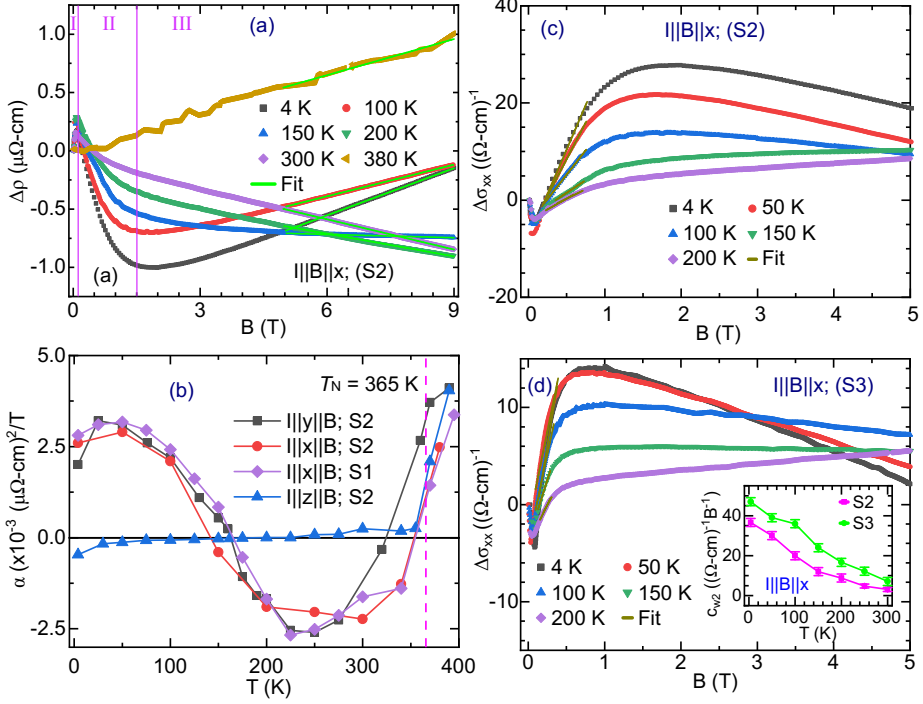 I II III (a)
1.0
0.5
0.0
-0.5
-1.0
Δρ (μΩ-cm)
4 K 100 K
150 K 200 K
300 K 380 K
Fit
(a) I||B||x; (S2)
0 3 6 9
B (T)
(b) T_N = 365 K
5.0
2.5
0.0
-2.5
α (x10⁻³ (μΩ-cm)²/T
I||y||B; S2
I||x||B; S2
I||x||B; S1
I||z||B; S2
0 100 200 300 400
T (K)
(c) I||B||x; (S2)
40
20
0
-20
Δσxx ((Ω-cm)⁻¹
4 K 50 K
100 K 150 K
200 K Fit
0 1 2 3 4 5
B (T)
(d) I||B||x; (S3)
10
0
-10
Δσxx ((Ω-cm)⁻¹
4 K 50 K
100 K 150 K
200 K Fit
0 1 2 3 4 5
B (T)
S2
S3
40
20
0
c_w2 ((Ω-cm)⁻¹B⁻¹)
I||B||x
0 100 200 300
T (K)